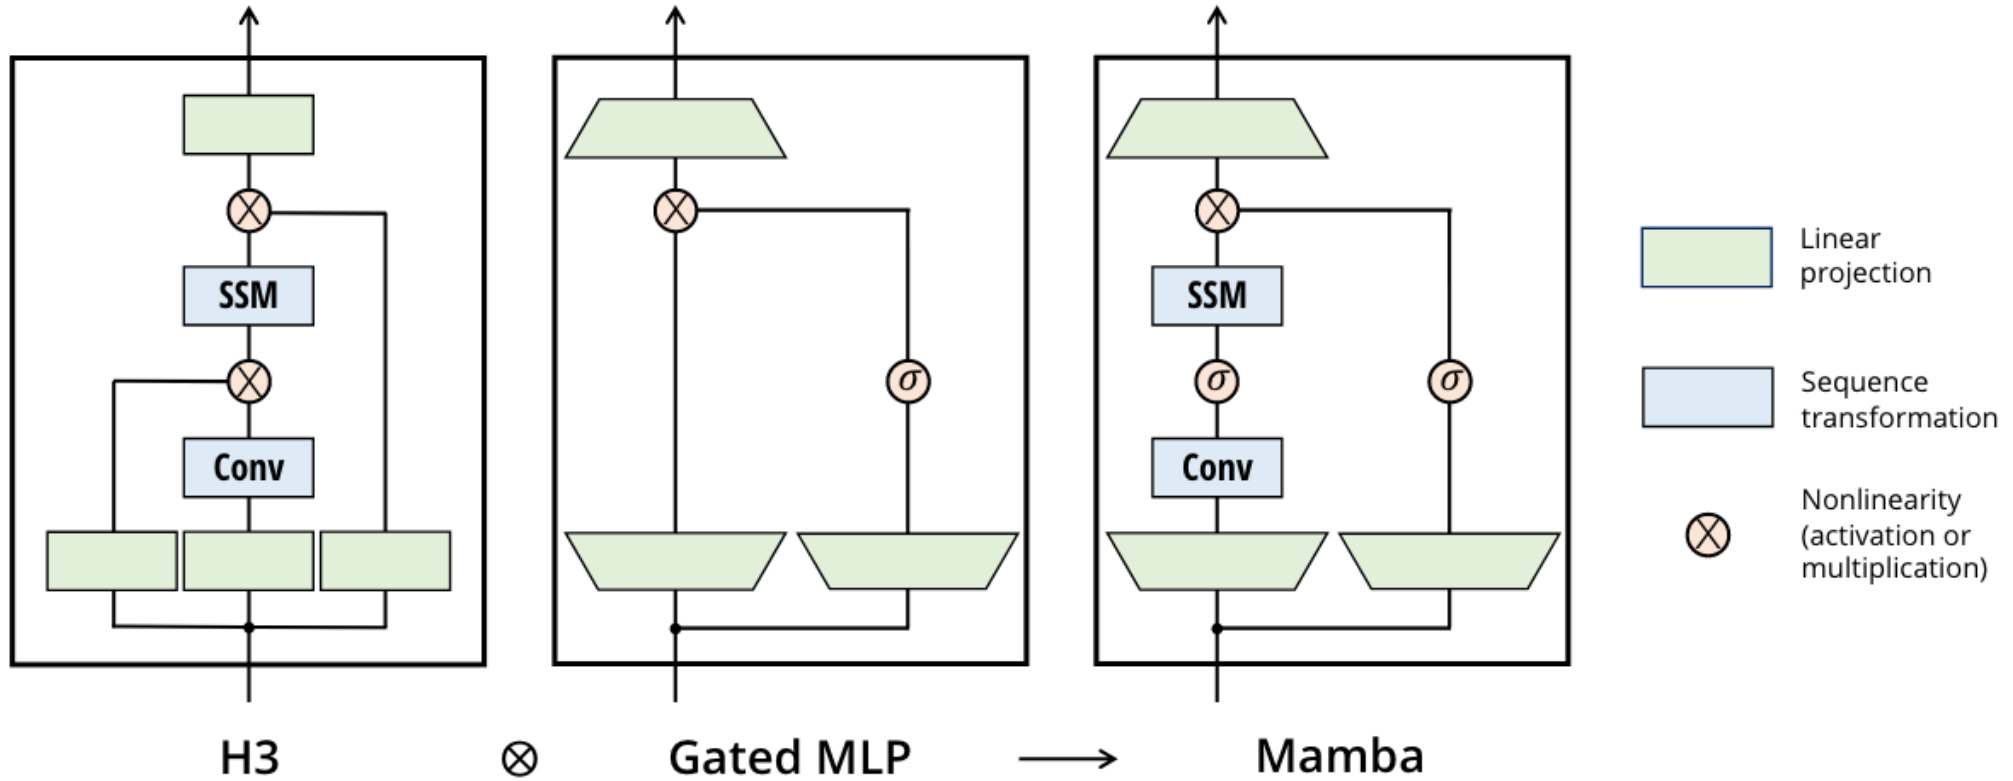 SSM
Conv
H3
⊗
σ
Gated MLP
→
SSM
σ
σ
Conv
Mamba
Linear
projection
Sequence
transformation
Nonlinearity
(activation or
multiplication)